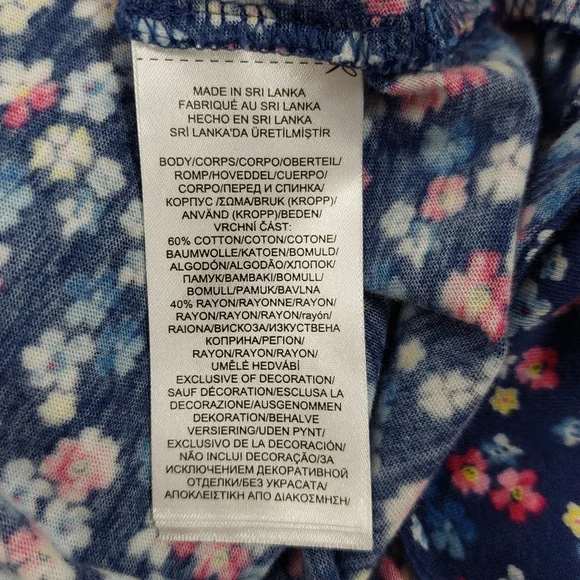 MADE IN SRI LANKA
FABRIQUÉ AU SRI LANKA
HECHO EN SRI LANKA
SRİ LANKA'DA ÜRETİLMİŞTİR
BODY/CORPS/CORPO/OBERTEIL/
ROMP/HOVEDDEL/CUERPO/
CORPO/ПЕРЕД И СПИНКА/
КОРПУС /ΣΩΜΑ/BRUK (KROPP)/
ANVÄND (KROPP)/BEDEN/
VRCHNÍ ČÁST:
60% COTTON/COTON/COTONE/
BAUMWOLLE/KATOEN/BOMULD/
ALGODÓN/ALGODÃO/ХЛОПОК/
ПАМУК/ΒΑΜΒΑΚΙ/BOMULL/
BOMULL/PAMUK/BAVLNA
40% RAYON/RAYONNE/RAYON/
RAYON/RAYON/RAYON/rayón/
RAIONA/ВИСКОЗА/ИЗКУСТВЕНА
КОПРИНА/ΡΕΓΙΟΝ/
RAYON/RAYON/RAYON/
UMĚLÉ HEDVÁBÍ
EXCLUSIVE OF DECORATION/
SAUF DÉCORATION/ESCLUSA LA
DECORAZIONE/AUSGENOMMEN
DEKORATION/BEHALVE
VERSIERING/UDEN PYNT/
EXCLUSIVO DE LA DECORACIÓN/
NÃO INCLUI DECORAÇÃO/ЗА
ИСКЛЮЧЕНИЕМ ДЕКОРАТИВНОЙ
ОТДЕЛКИ/БЕЗ УКРАСАТА/
ΑΠΟΚΛΕΙΣΤΙΚΗ ΑΠΟ ΔΙΑΚΟΣΜΗΣΗ/